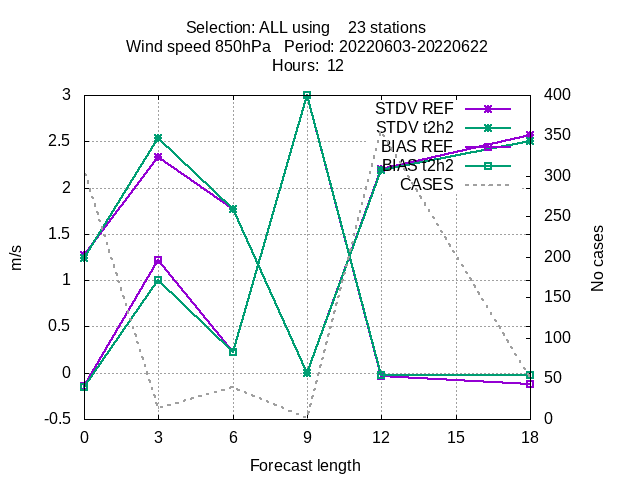 Selection: ALL using    23 stations
Wind speed 850hPa   Period: 20220603-20220622
Hours:  12
3
2.5
2
1.5
1
0.5
0
-0.5
m/s
STDV REF
STDV t2h2
BIAS REF
BIAS t2h2
CASES
400
350
300
250
200
150
100
50
0
No cases
0 3 6 9 12 15 18
Forecast length